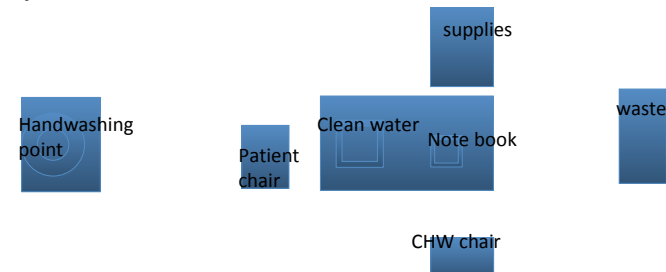 supplies
Handwashing
point
Patient
chair
Clean water
Note book
waste
CHW chair